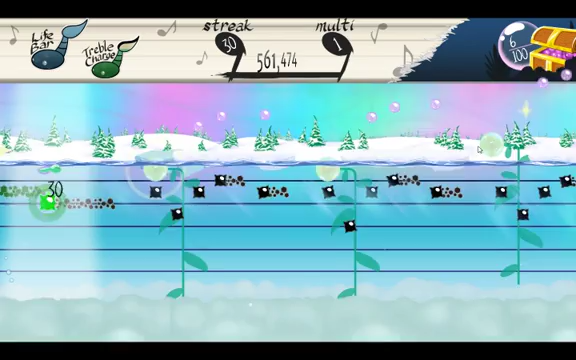 Life Bar
Treble Charge
streak
30
561,474
multi
1
6/100
30